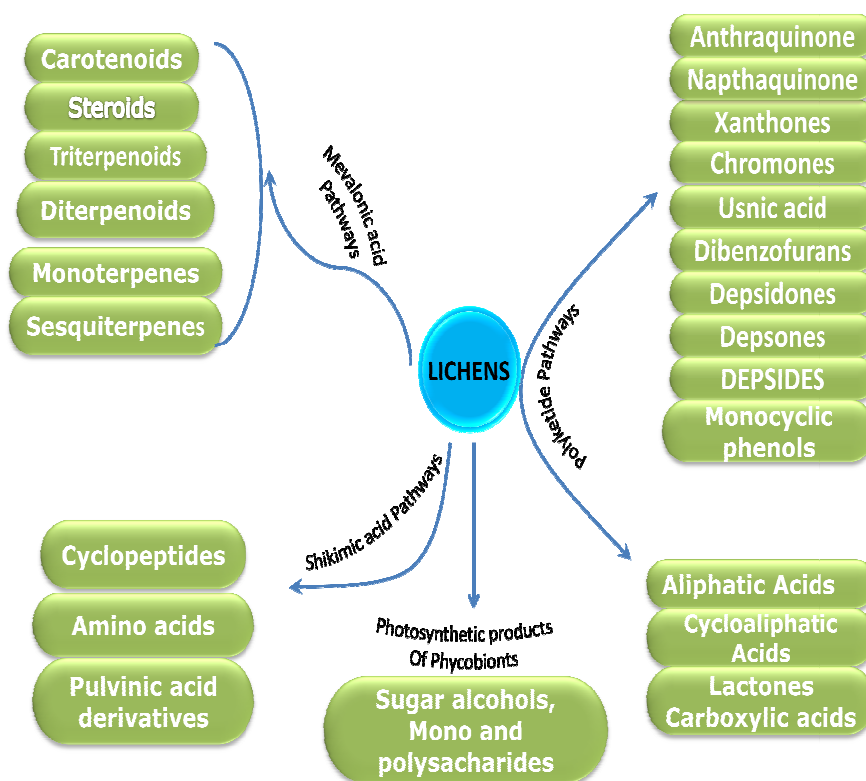 Carotenoids
Steroids
Triterpenoids
Diterpenoids
Monoterpenes
Sesquiterpenes
Mevalonic acid
Pathways
Anthraquinone
Napthaquinone
Xanthones
Chromones
Usnic acid
Dibenzofurans
Depsidones
Depsones
DEPSIDES
Monocyclic
phenols
LICHENS
Polyketide Pathways
Shikimic acid Pathways
Cyclopeptides
Amino acids
Pulvinic acid
derivatives
Photosynthetic products
Of Phycobionts
Sugar alcohols,
Mono and
polysacharides
Aliphatic Acids
Cycloaliphatic
Acids
Lactones
Carboxylic acids